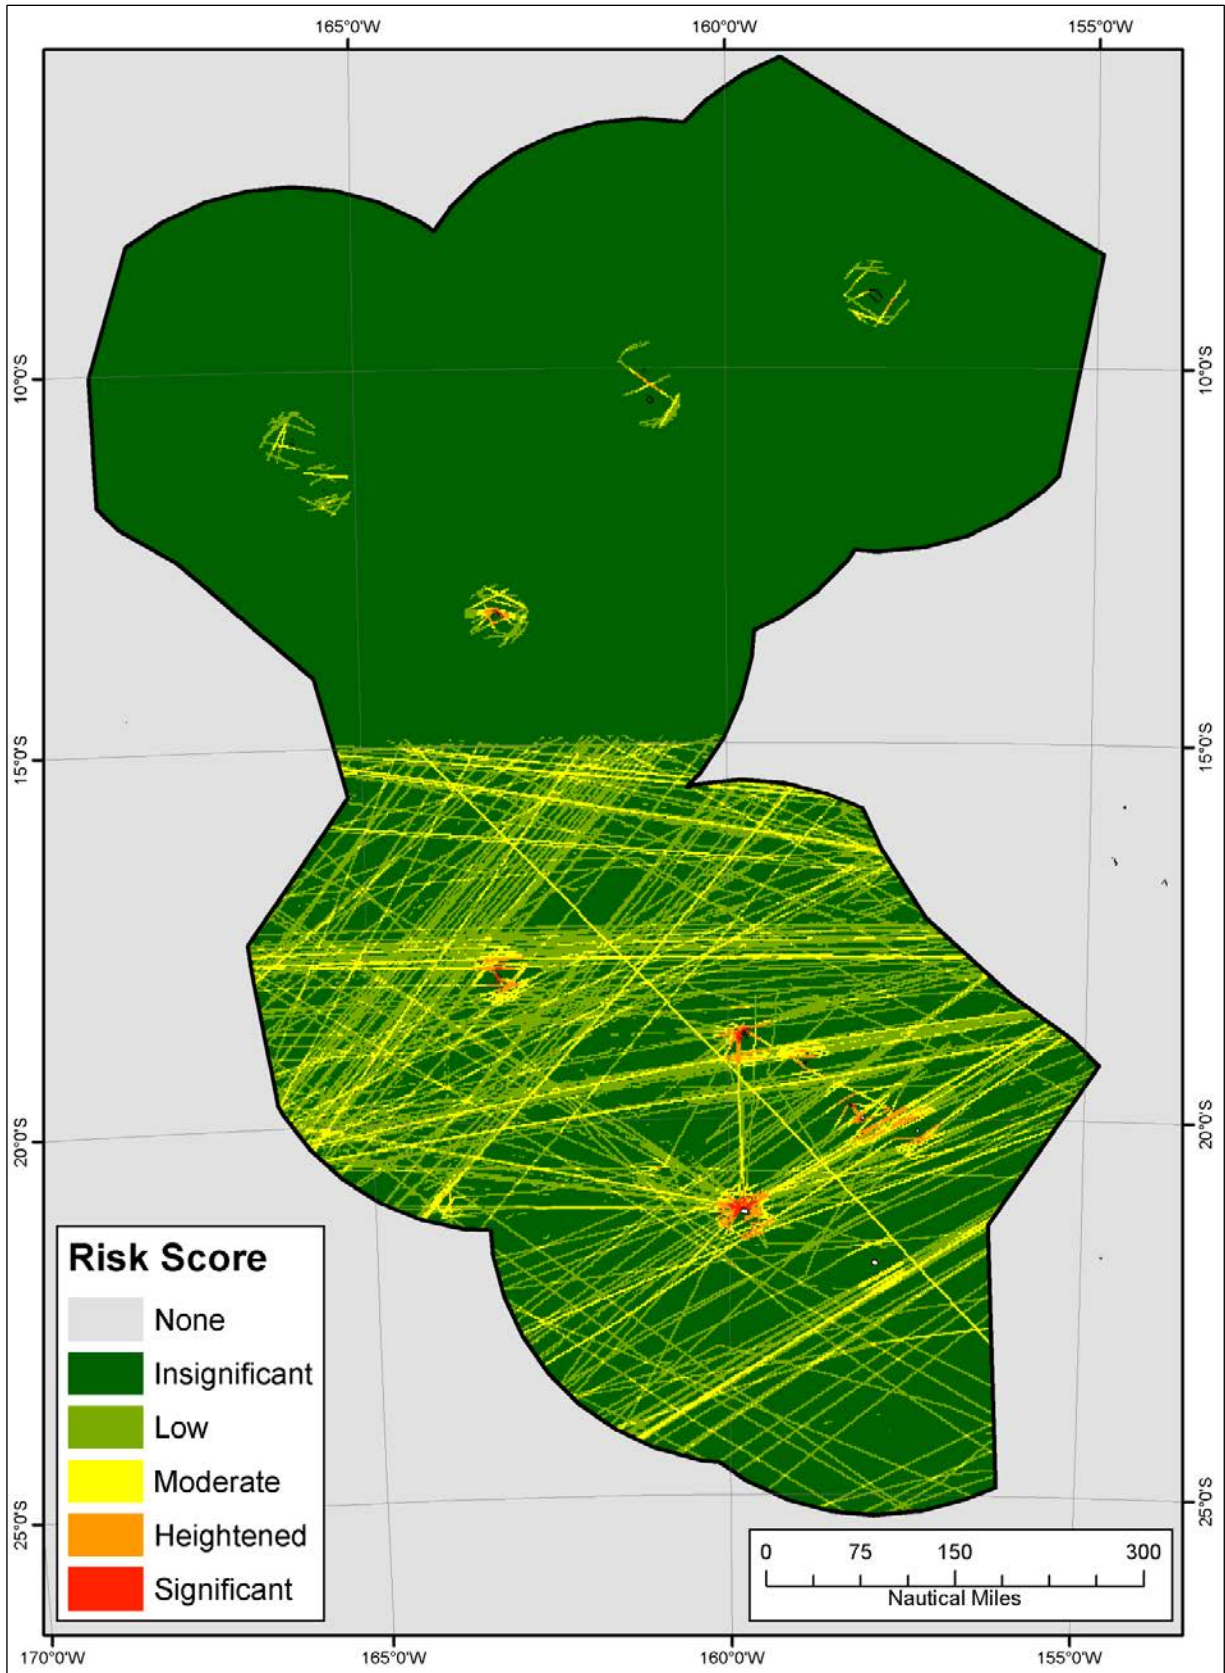 165°0'W 160°0'W 155°0'W
10°0'S 10°0'S
15°0'S 15°0'S
20°0'S 20°0'S
25°0'S 25°0'S
Risk Score
None
Insignificant
Low
Moderate
Heightened
Significant
0 75 150 300
Nautical Miles
170°0'W 165°0'W 160°0'W 155°0'W